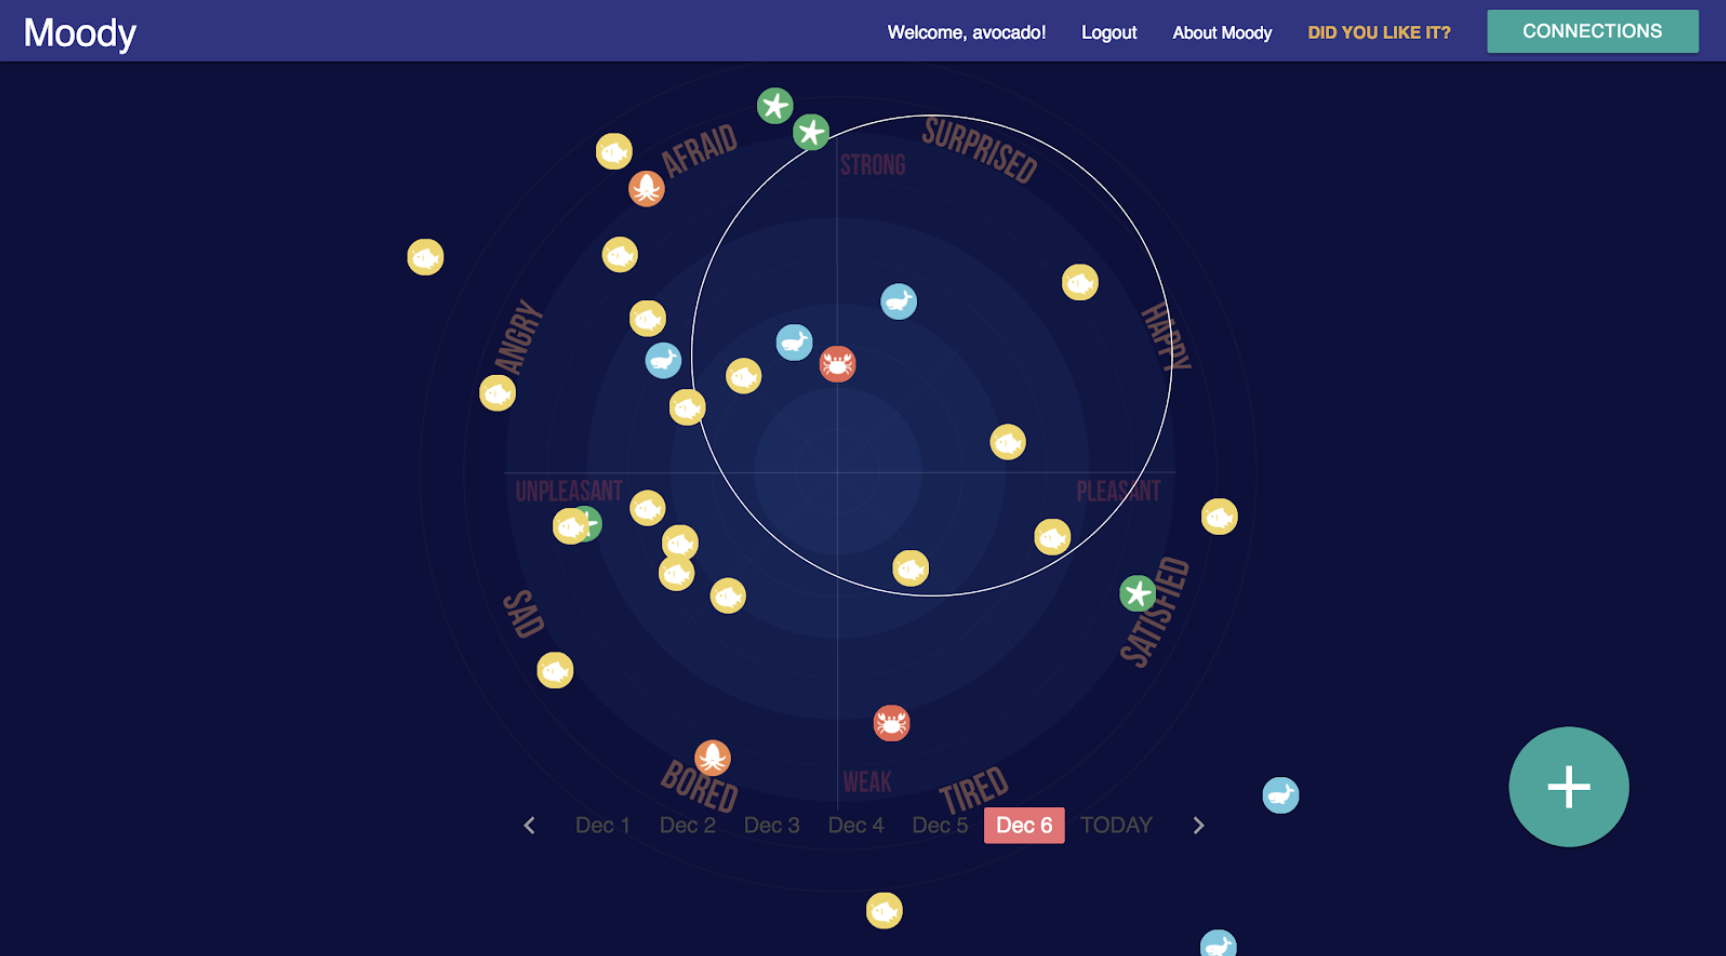 Moody
Welcome, avocado!
Logout
About Moody
DID YOU LIKE IT?
CONNECTIONS
AFRAID
SURPRISED
STRONG
ANGRY
HAPPY
UNPLEASANT
PLEASANT
SAD
SATISFIED
BORED
WEAK
TIRED
Dec 1 Dec 2 Dec 3 Dec 4 Dec 5 Dec 6 TODAY